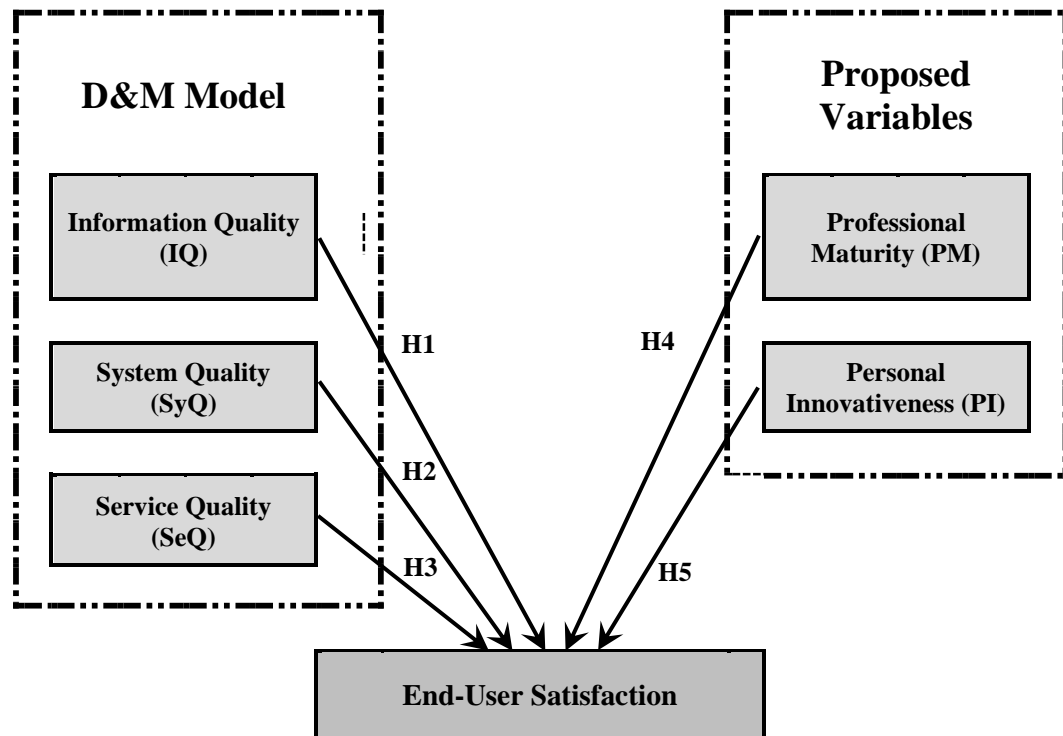 D&M Model
Information Quality
(IQ)
System Quality
(SyQ)
Service Quality
(SeQ)
H1
H2
H3
Proposed
Variables
Professional
Maturity (PM)
Personal
Innovativeness (PI)
H4
H5
End-User Satisfaction